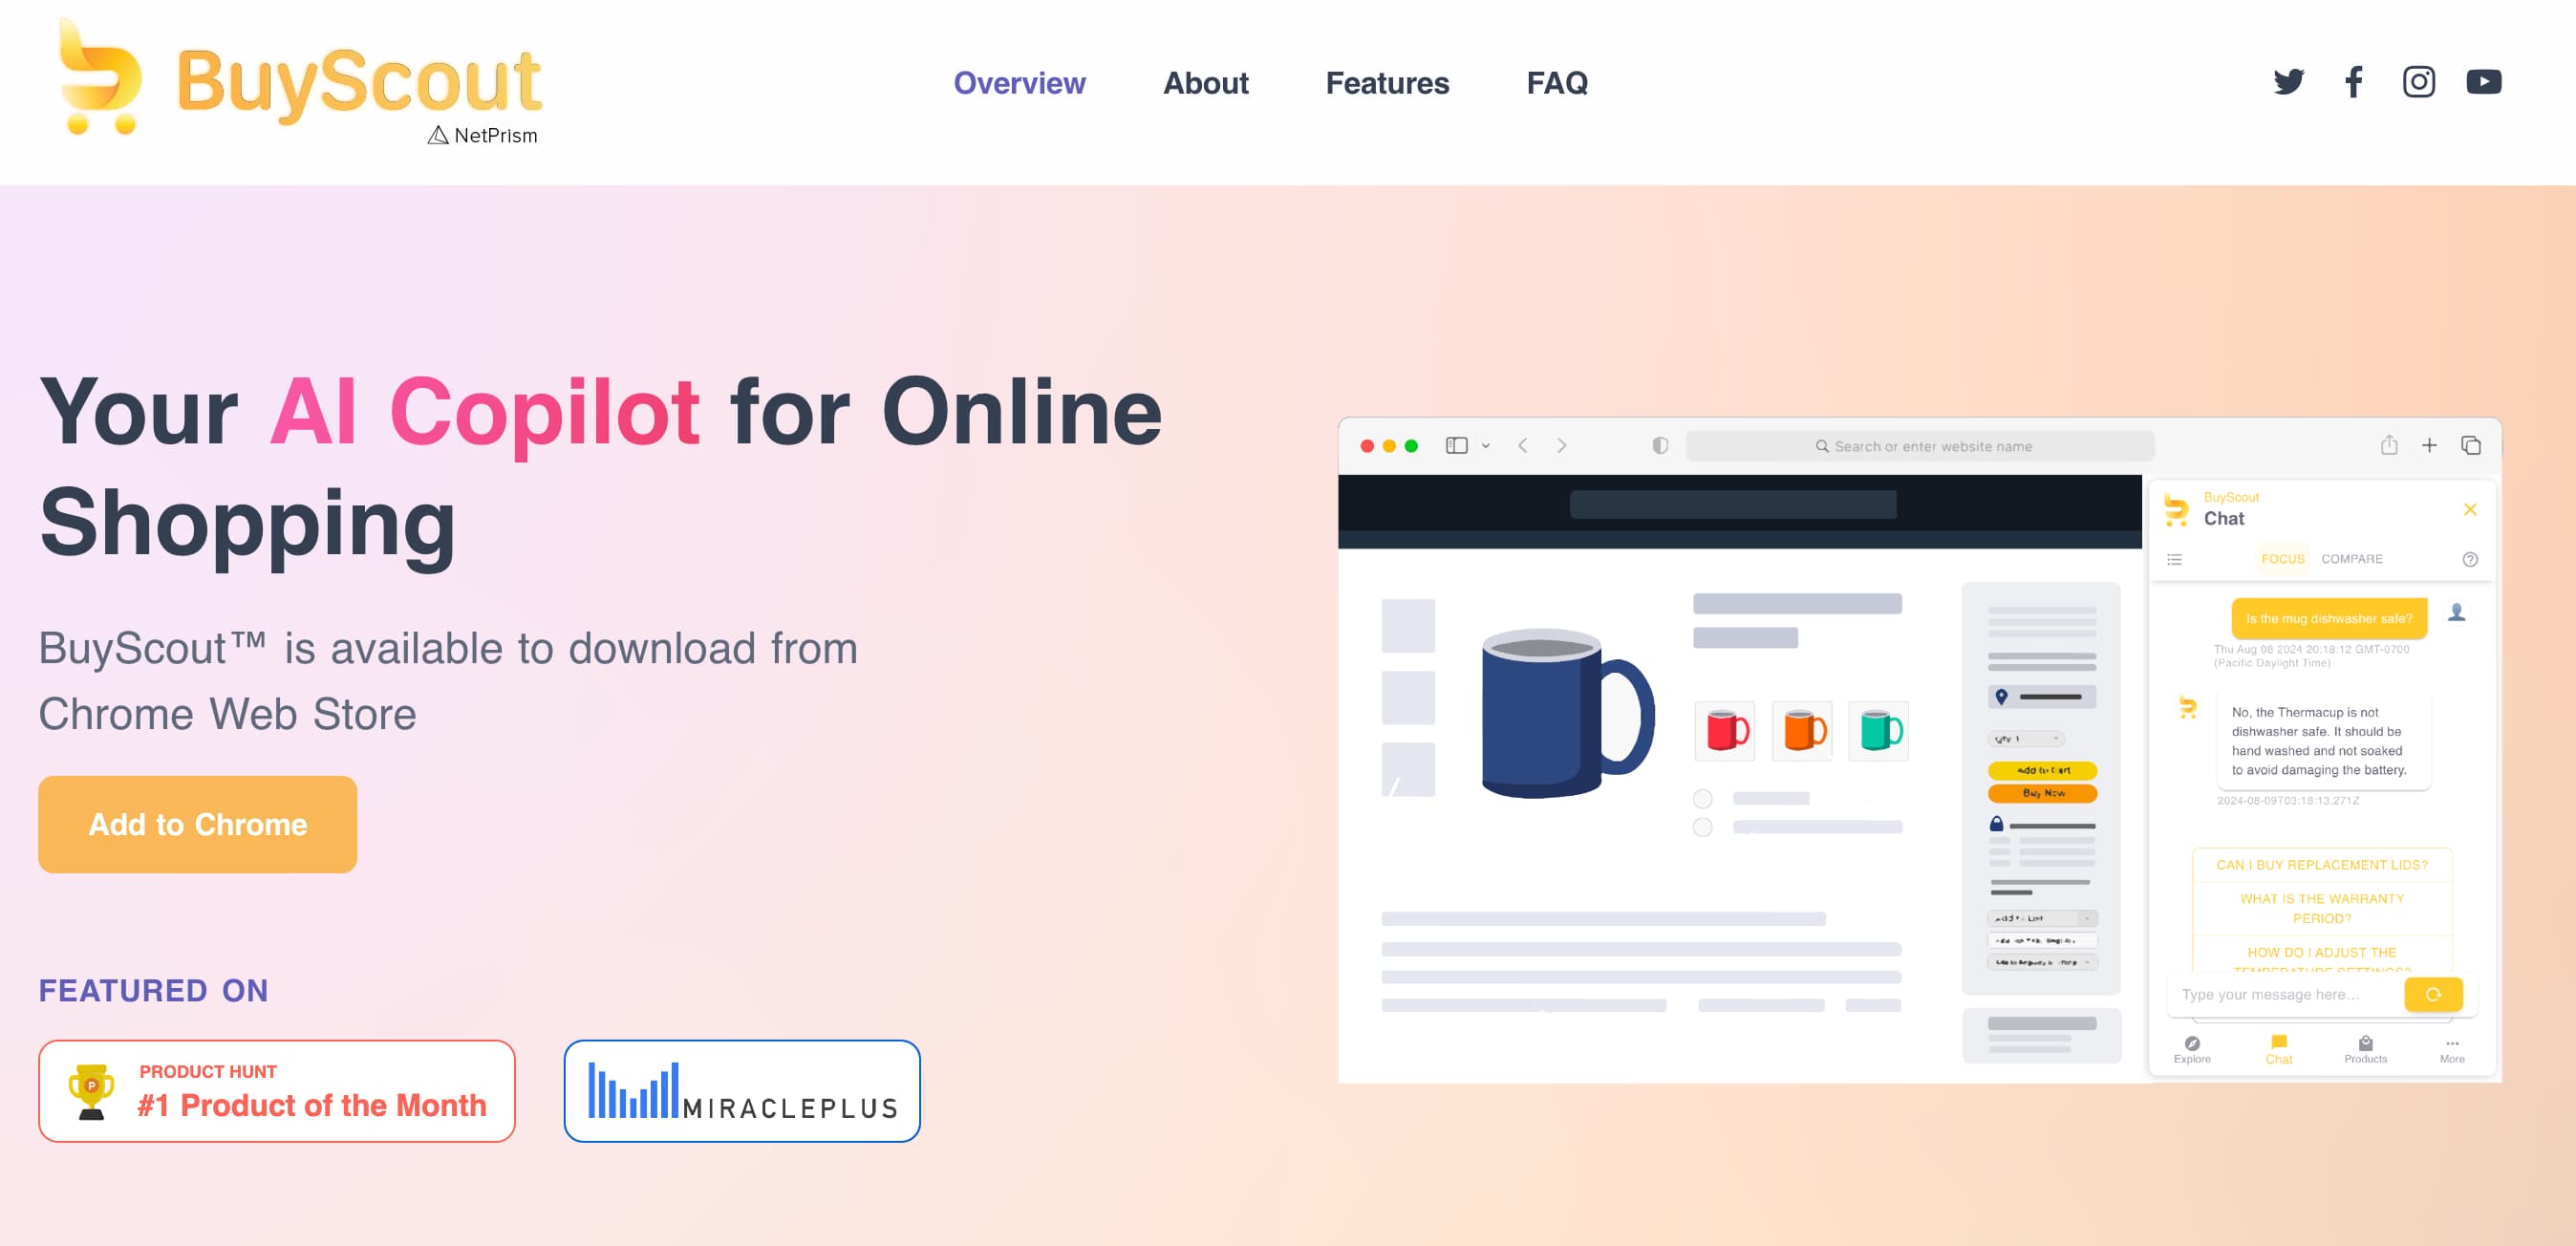 BuyScout
NetPrism
Overview
About
Features
FAQ
Your AI Copilot for Online
Shopping
BuyScout™ is available to download from
Chrome Web Store
Add to Chrome
FEATURED ON
PRODUCT HUNT
#1 Product of the Month
MIRACLEPLUS
Search or enter website name
Add to Cart
Buy Now
BuyScout
Chat
FOCUS
COMPARE
Is the mug dishwasher safe?
Thu Aug 08 2024 20:18:12 GMT-0700
(Pacific Daylight Time)
No, the Thermacup is not
dishwasher safe. It should be
hand washed and not soaked
to avoid damaging the battery.
2024-08-09T03:18:13.271Z
CAN I BUY REPLACEMENT LIDS?
WHAT IS THE WARRANTY
PERIOD?
HOW DO I ADJUST THE
TEMPERATURE SETTINGS?
Type your message here...
Explore
Chat
Products
More